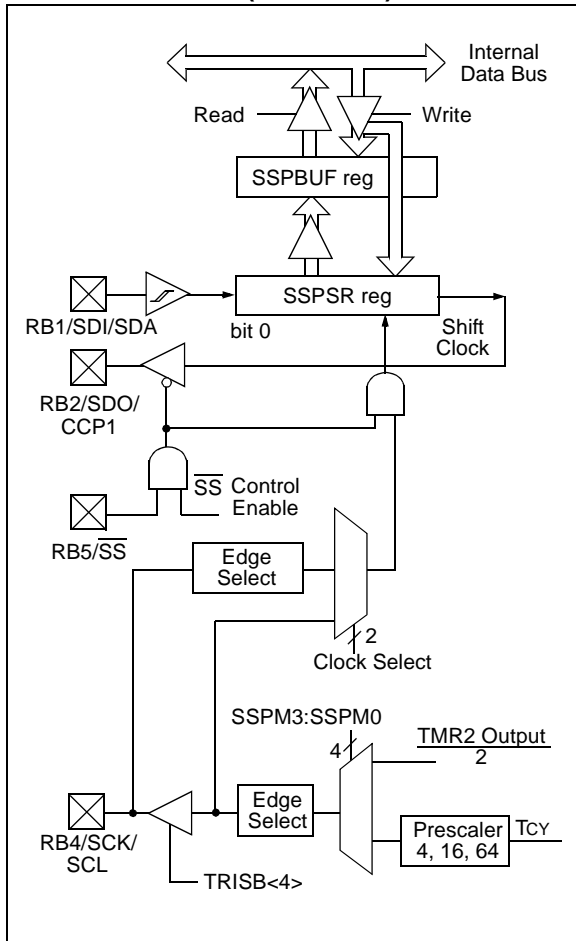 Internal
Data Bus
Read
Write
SSPBUF reg
SSPSR reg
RB1/SDI/SDA
bit 0
Shift
Clock
RB2/SDO/
CCP1
SS
Control
Enable
RB5/SS
Edge
Select
2
Clock Select
SSPM3:SSPM0
4
TMR2 Output
2
Edge
Select
Prescaler
4, 16, 64
TCY
RB4/SCK/
SCL
TRISB<4>